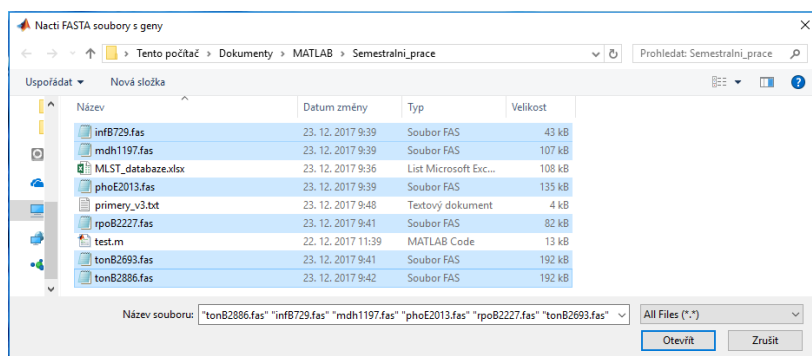 Nacti FASTA soubory s geny
Tento počítač › Dokumenty › MATLAB › Semestralni_prace
Prohledat: Semestralni_prace
Uspořádat
Nová složka
Název Datum změny Typ Velikost
infB729.fas 23. 12. 2017 9:39 Soubor FAS 43 kB
mdh1197.fas 23. 12. 2017 9:39 Soubor FAS 107 kB
MLST_databaze.xlsx 23. 12. 2017 9:36 List Microsoft Exc... 108 kB
phoE2013.fas 23. 12. 2017 9:39 Soubor FAS 135 kB
primery_v3.txt 23. 12. 2017 9:48 Textový dokument 4 kB
rpoB2227.fas 23. 12. 2017 9:41 Soubor FAS 82 kB
test.m 22. 12. 2017 11:39 MATLAB Code 13 kB
tonB2693.fas 23. 12. 2017 9:41 Soubor FAS 192 kB
tonB2886.fas 23. 12. 2017 9:42 Soubor FAS 192 kB
Název souboru: "tonB2886.fas" "infB729.fas" "mdh1197.fas" "phoE2013.fas" "rpoB2227.fas" "tonB2693.fas"
All Files (*.*)
Otevřít Zrušit